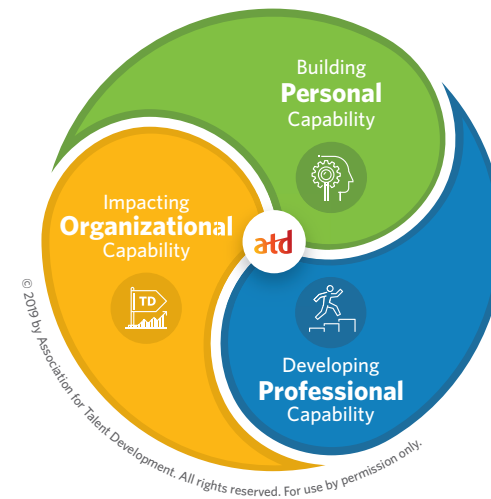 Building
Personal
Capability
Impacting
Organizational
Capability
atd
TD
Developing
Professional
Capability
© 2019 by Association for Talent Development. All rights reserved. For use by permission only.